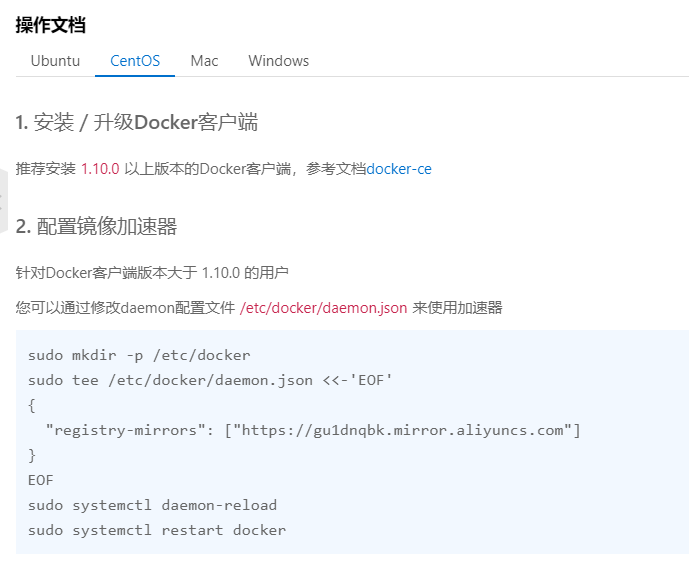 操作文档
Ubuntu CentOS Mac Windows
1. 安装 / 升级Docker客户端
推荐安装 1.10.0 以上版本的Docker客户端，参考文档docker-ce
2. 配置镜像加速器
针对Docker客户端版本大于 1.10.0 的用户
您可以通过修改daemon配置文件 /etc/docker/daemon.json 来使用加速器
sudo mkdir -p /etc/docker
sudo tee /etc/docker/daemon.json <<-'EOF'
{
  "registry-mirrors": ["https://gu1dnqbk.mirror.aliyuncs.com"]
}
EOF
sudo systemctl daemon-reload
sudo systemctl restart docker